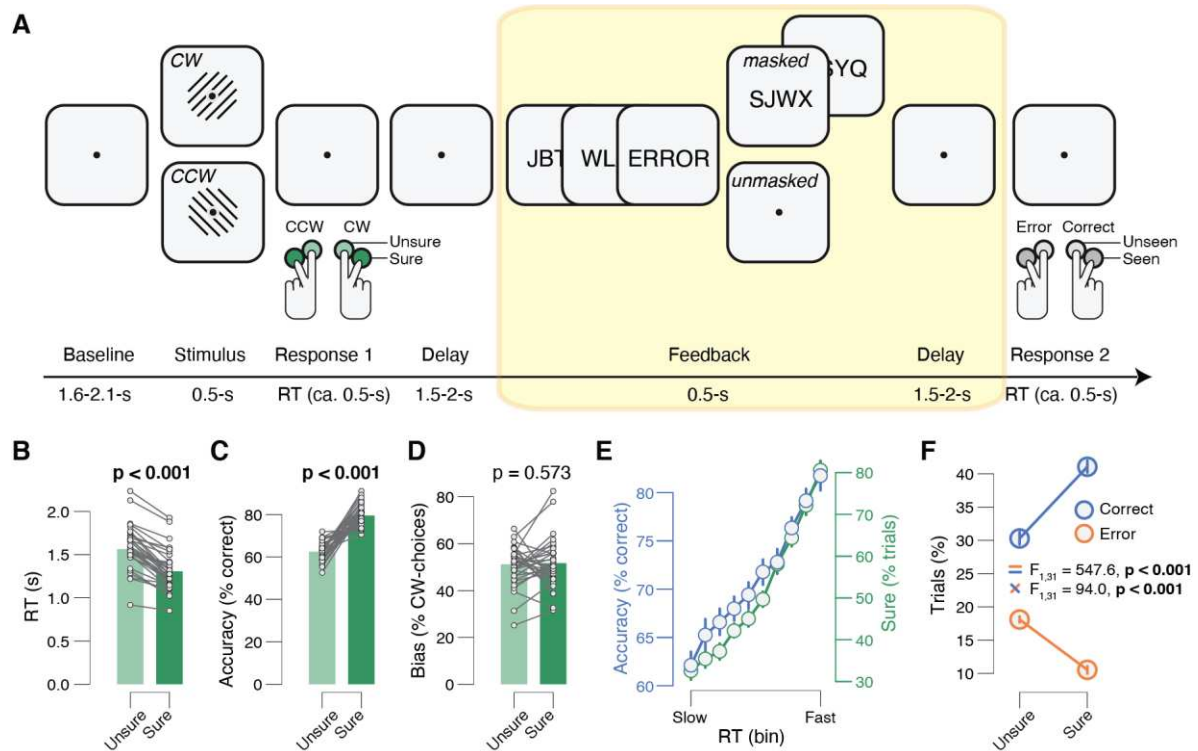 A
CW
CCW
CCW CW
Unsure
Sure
JBT WL ERROR
masked
SJWX
SYQ
unmasked
Error Correct
Unseen
Seen
Baseline Stimulus Response 1 Delay Feedback Delay Response 2
1.6-2.1-s 0.5-s RT (ca. 0.5-s) 1.5-2-s 0.5-s 1.5-2-s RT (ca. 0.5-s)
B
p < 0.001
RT (s)
2.0
1.5
1.0
0.5
0.0
Unsure
Sure
C
p < 0.001
Accuracy (% correct)
80
60
40
20
0
Unsure
Sure
D
p = 0.573
Bias (% CW-choices)
80
60
40
20
0
Unsure
Sure
E
Accuracy (% correct)
80
75
70
65
60
Sure (% trials)
80
70
60
50
40
30
Slow Fast
RT (bin)
F
Trials (%)
40
35
30
25
20
15
10
Correct
Error
F1,31 = 547.6, p < 0.001
F1,31 = 94.0, p < 0.001
Unsure
Sure